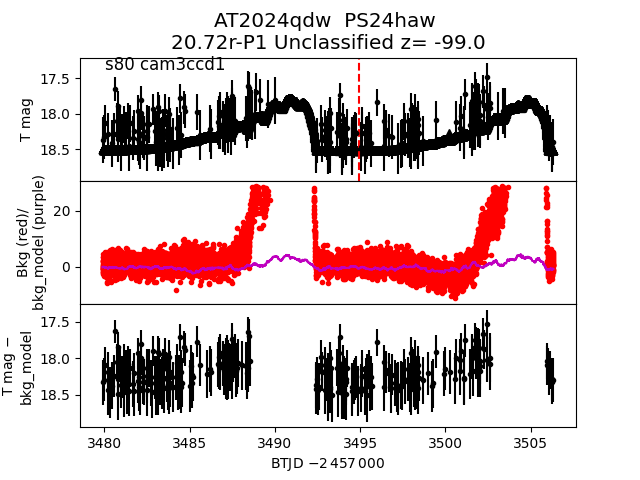 AT2024qdw  PS24haw
20.72r-P1 Unclassified z= -99.0
s80 cam3ccd1
17.5
18.0
18.5
T mag
20
0
Bkg (red)/
bkg_model (purple)
17.5
18.0
18.5
T mag −
bkg_model
3480 3485 3490 3495 3500 3505
BTJD −2 457 000